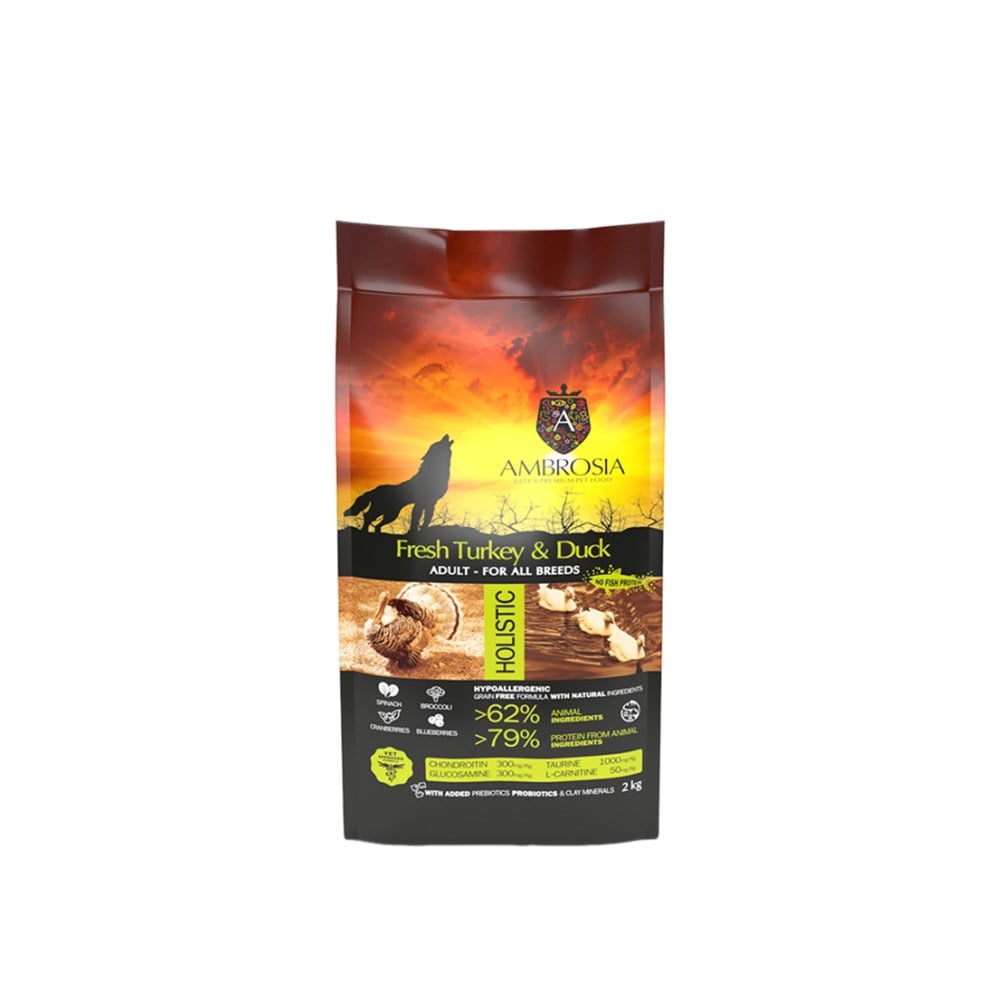 A
AMBROSIA
ULTRA PREMIUM PET FOOD
Fresh Turkey & Duck
ADULT - FOR ALL BREEDS
NO FISH PROTEIN
HOLISTIC
SPINACH
BROCCOLI
CRANBERRIES
BLUEBERRIES
HYPOALLERGENIC
GRAIN FREE FORMULA WITH NATURAL INGREDIENTS
>62% ANIMAL INGREDIENTS
>79% PROTEIN FROM ANIMAL INGREDIENTS
VET APPROVED
CHONDROITIN 300mg/Kg TAURINE 1000mg/Kg
GLUCOSAMINE 300mg/Kg L-CARNITINE 50mg/Kg
WITH ADDED PREBIOTICS PROBIOTICS & CLAY MINERALS 2 kg